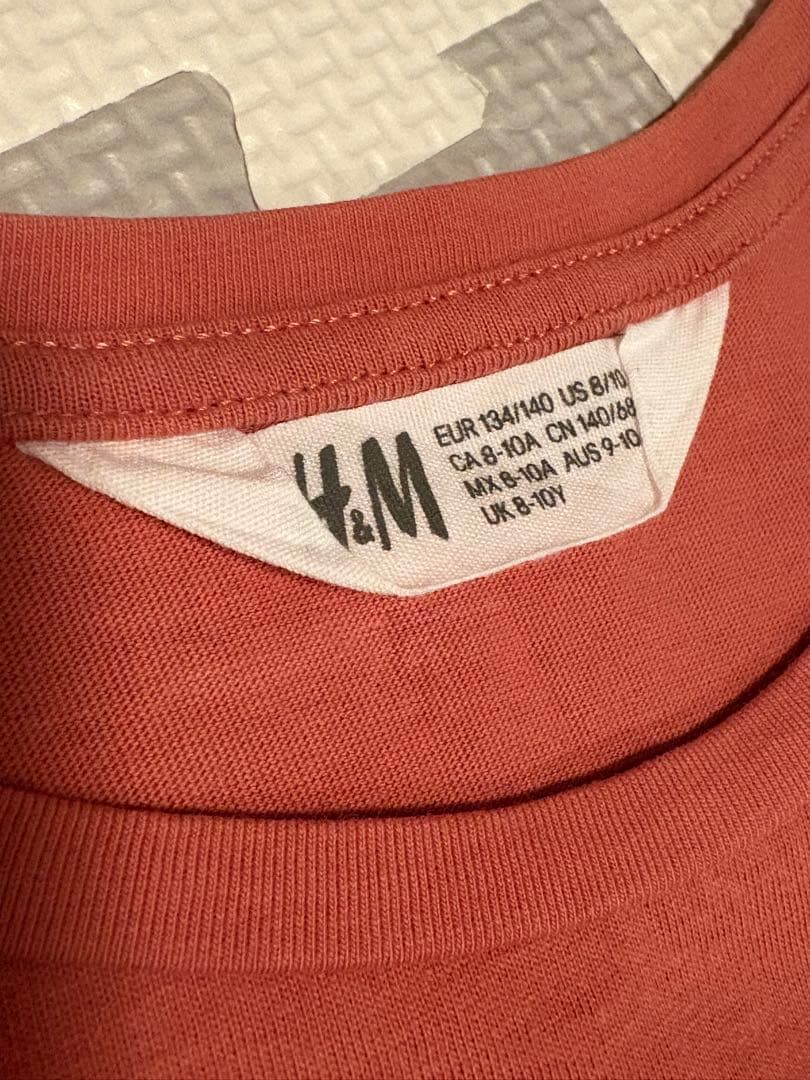 H&M
EUR 134/140 US 8/10
CA 8-10A CN 140/68
MX 8-10A AUS 9-10
UK 8-10Y